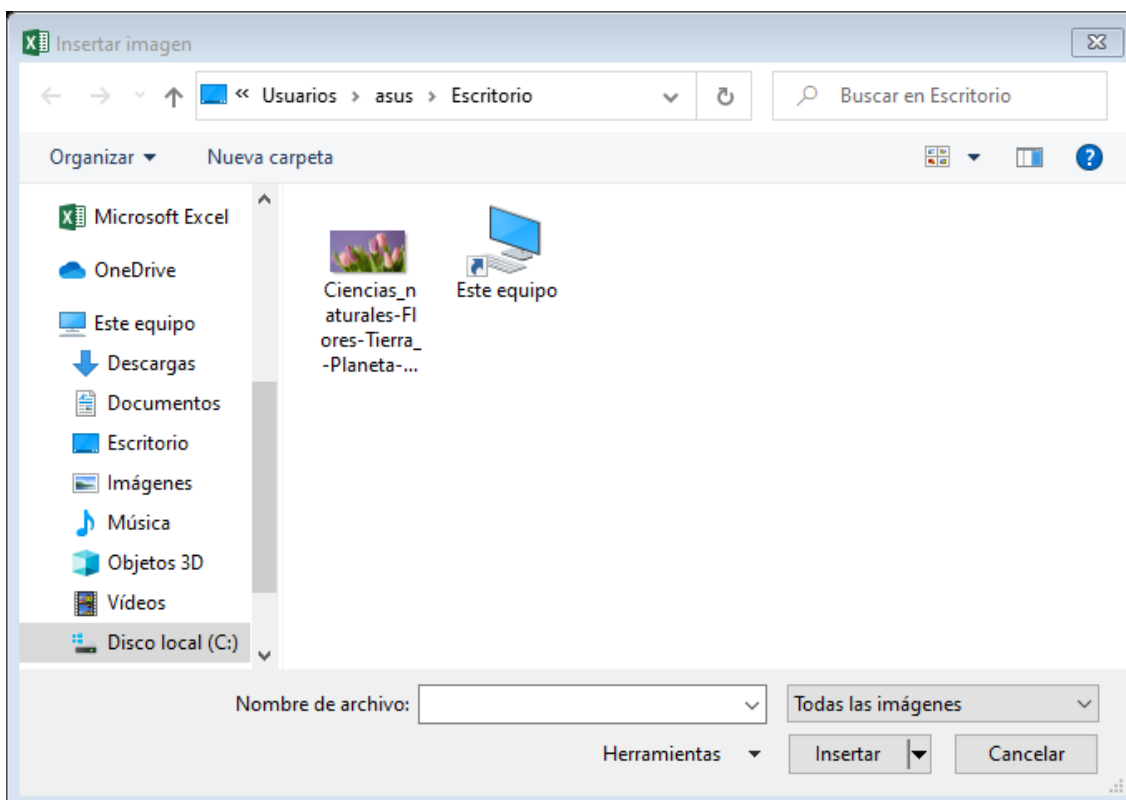 Insertar imagen
« Usuarios › asus › Escritorio
Buscar en Escritorio
Organizar
Nueva carpeta
Microsoft Excel
OneDrive
Este equipo
Descargas
Documentos
Escritorio
Imágenes
Música
Objetos 3D
Vídeos
Disco local (C:)
Ciencias_n
aturales-Fl
ores-Tierra_
-Planeta-...
Este equipo
Nombre de archivo:
Todas las imágenes
Herramientas
Insertar
Cancelar